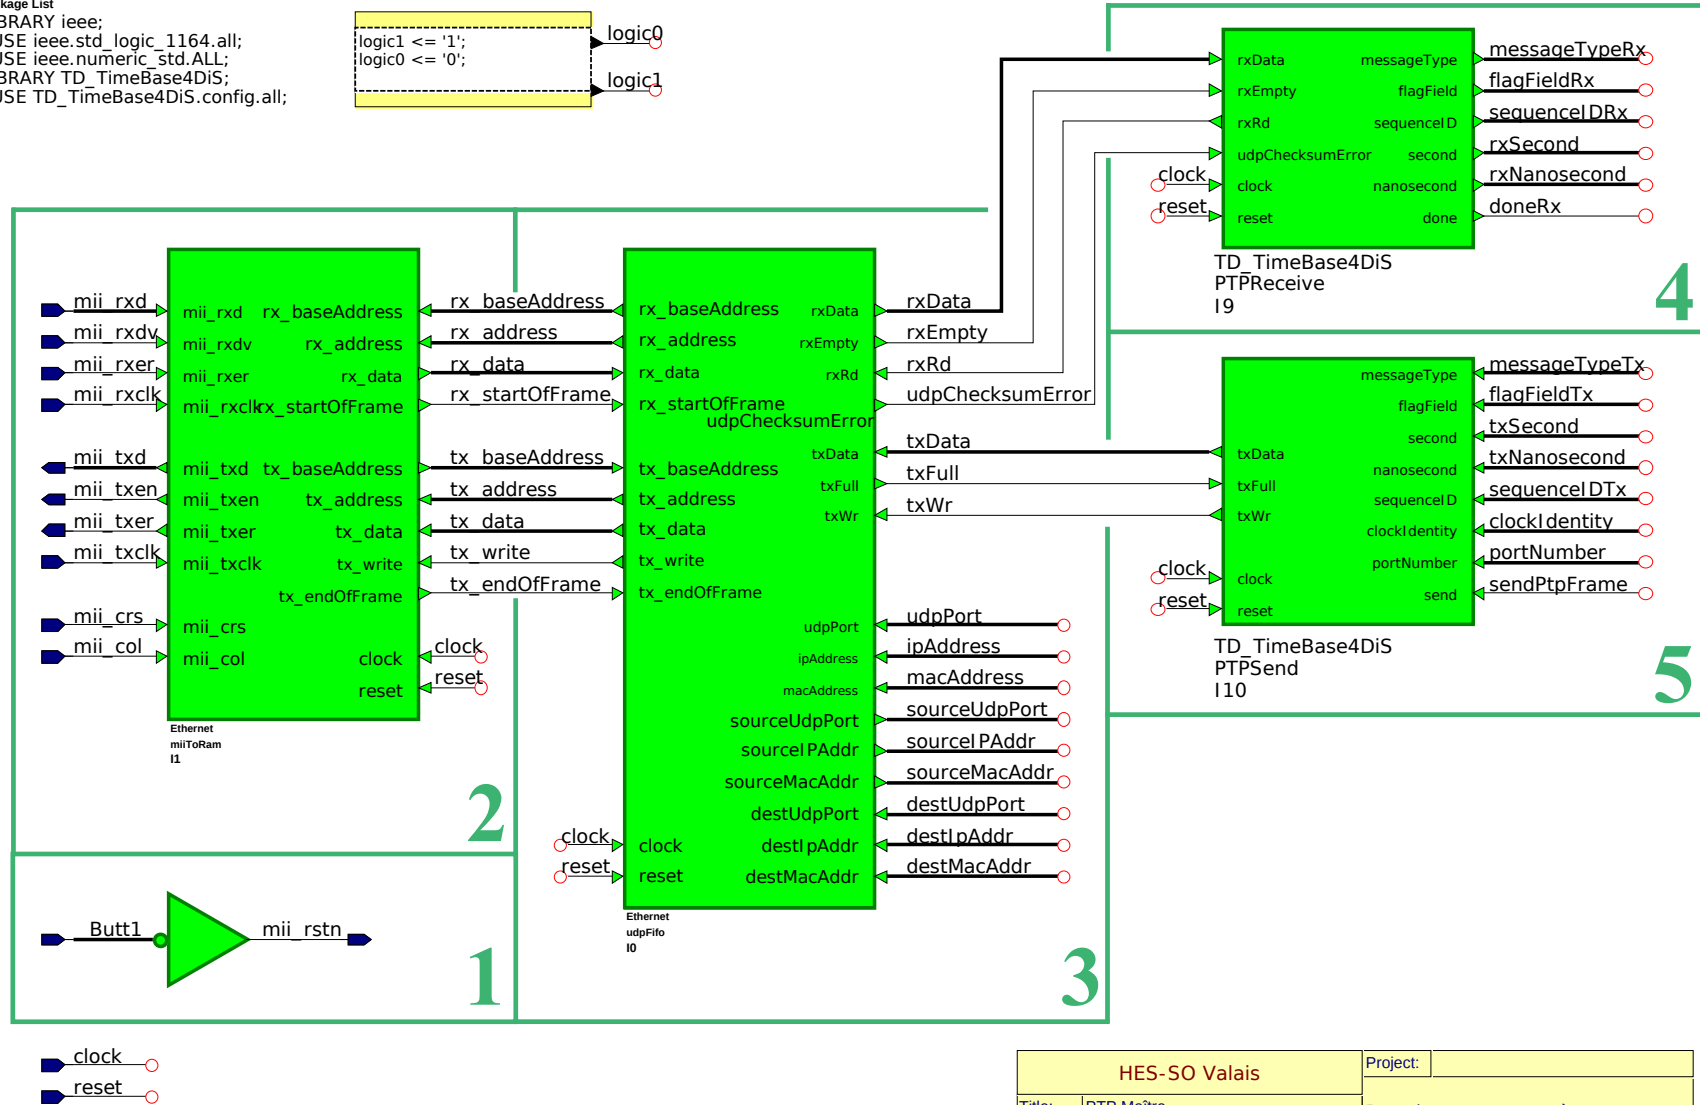 kage List
BRARY ieee;
USE ieee.std_logic_1164.all;
USE ieee.numeric_std.ALL;
BRARY TD_TimeBase4DiS;
USE TD_TimeBase4DiS.config.all;
logic1 <= '1';
logic0 <= '0';
logic0
logic1
mii_rxd
mii_rxdv
mii_rxer
mii_rxclk
mii_txd
mii_txen
mii_txer
mii_txclk
mii_crs
mii_col
mii_rxd rx_baseAddress
mii_rxdv rx_address
mii_rxer rx_data
mii_rxclk rx_startOfFrame
mii_txd tx_baseAddress
mii_txen tx_address
mii_txer tx_data
mii_txclk tx_write
tx_endOfFrame
mii_crs
mii_col clock
reset
clock
reset
Ethernet
miiToRam
I1
2
rx_baseAddress
rx_address
rx_data
rx_startOfFrame
tx_baseAddress
tx_address
tx_data
tx_write
tx_endOfFrame
rx_baseAddress rxData
rx_address rxEmpty
rx_data rxRd
rx_startOfFrame
udpChecksumError
txData
tx_baseAddress
txFull
tx_address
txWr
tx_data
tx_write
tx_endOfFrame
udpPort
ipAddress
macAddress
sourceUdpPort
sourceIPAddr
sourceMacAddr
destUdpPort
clock destIpAddr
reset destMacAddr
clock
reset
Ethernet
udpFifo
I0
rxData
rxEmpty
rxRd
udpChecksumError
txData
txFull
txWr
udpPort
ipAddress
macAddress
sourceUdpPort
sourceIPAddr
sourceMacAddr
destUdpPort
destIpAddr
destMacAddr
3
rxData messageType
rxEmpty flagField
rxRd sequenceID
udpChecksumError second
clock nanosecond
reset done
clock
reset
messageTypeRx
flagFieldRx
sequenceIDRx
rxSecond
rxNanosecond
doneRx
TD_TimeBase4DiS
PTPReceive
I9
4
messageType
flagField
second
txData
nanosecond
txFull
sequenceID
txWr
clockIdentity
portNumber
clock
send
reset
clock
reset
messageTypeTx
flagFieldTx
txSecond
txNanosecond
sequenceIDTx
clockIdentity
portNumber
sendPtpFrame
TD_TimeBase4DiS
PTPSend
I10
5
Butt1
mii_rstn
1
clock
reset
HES-SO Valais
Project:
Title: PTP Maître